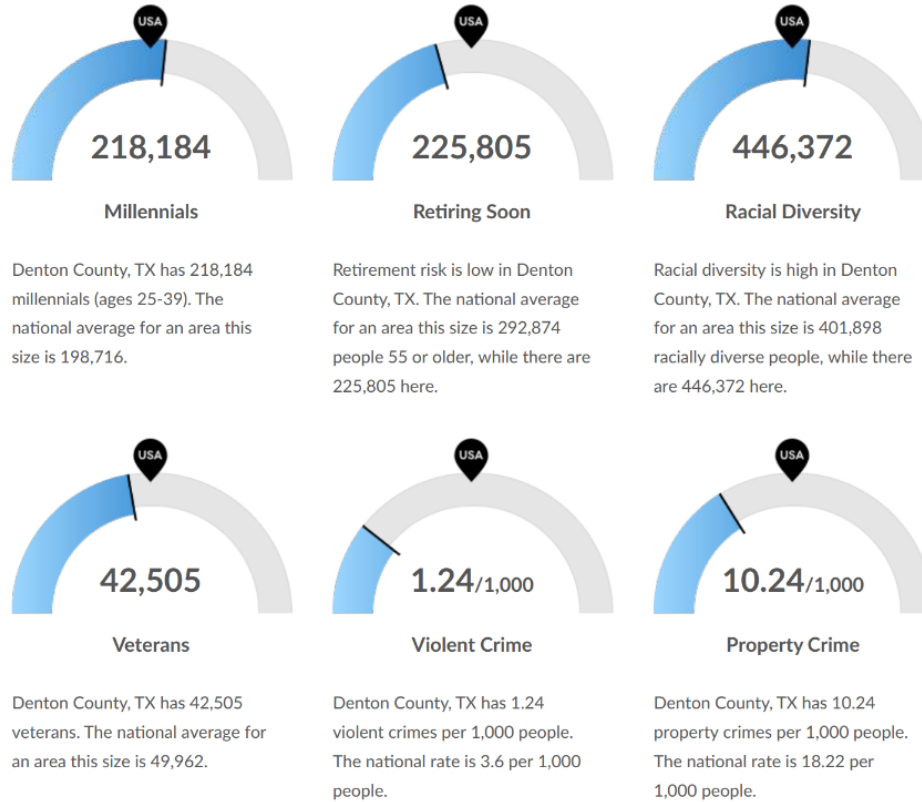 USA
USA
USA
218,184
225,805
446,372
Millennials
Retiring Soon
Racial Diversity
Denton County, TX has 218,184
millennials (ages 25-39). The
national average for an area this
size is 198,716.
Retirement risk is low in Denton
County, TX. The national average
for an area this size is 292,874
people 55 or older, while there are
225,805 here.
Racial diversity is high in Denton
County, TX. The national average
for an area this size is 401,898
racially diverse people, while there
are 446,372 here.
USA
USA
USA
42,505
1.24/1,000
10.24/1,000
Veterans
Violent Crime
Property Crime
Denton County, TX has 42,505
veterans. The national average for
an area this size is 49,962.
Denton County, TX has 1.24
violent crimes per 1,000 people.
The national rate is 3.6 per 1,000
people.
Denton County, TX has 10.24
property crimes per 1,000 people.
The national rate is 18.22 per
1,000 people.